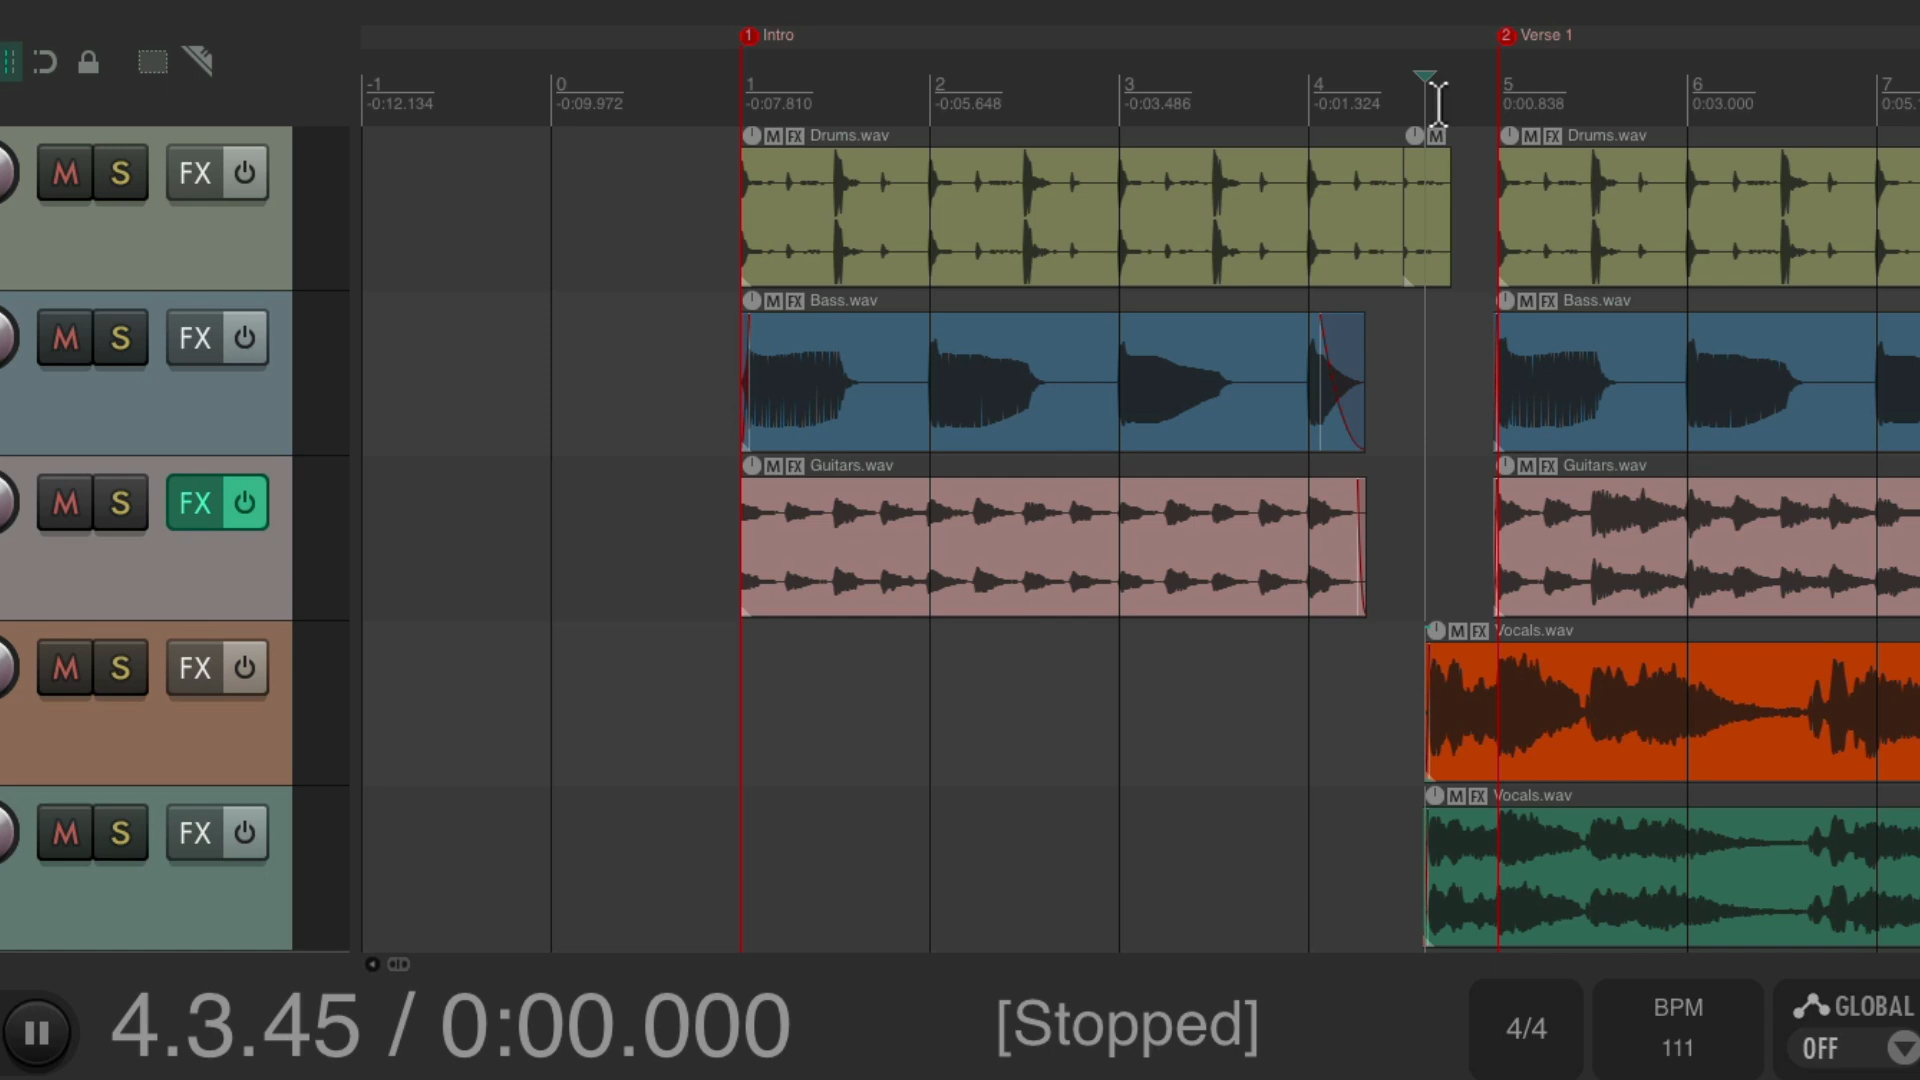 1 Intro
2 Verse 1
-1 0 1 2 3 4 5 6 7
-0:12.134 -0:09.972 -0:07.810 -0:05.648 -0:03.486 -0:01.324 0:00.838 0:03.000 0:05.
M FX Drums.wav M M FX Drums.wav
M S FX
M FX Bass.wav M FX Bass.wav
M S FX
M FX Guitars.wav M FX Guitars.wav
M S FX
M FX Vocals.wav
M S FX
M FX Vocals.wav
M S FX
4.3.45 / 0:00.000 [Stopped] 4/4
BPM
111
GLOBAL
OFF